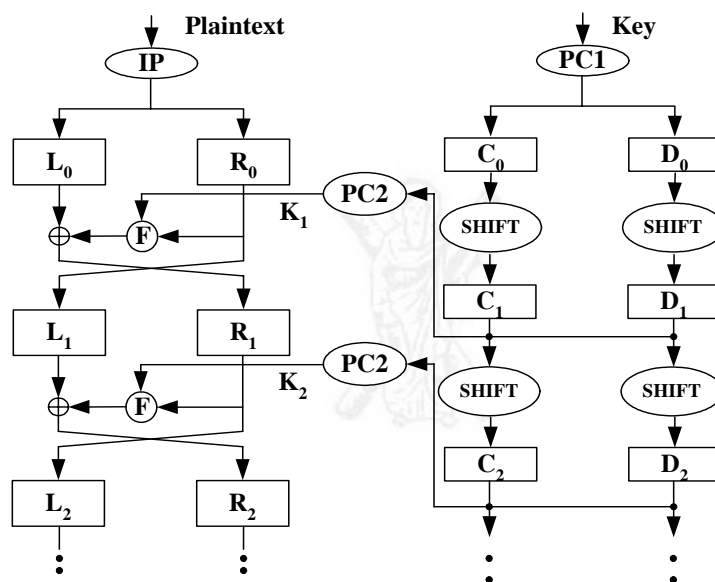 Plaintext
Key
IP
PC1
L₀
R₀
C₀
D₀
K₁
PC2
F
SHIFT
SHIFT
L₁
R₁
C₁
D₁
K₂
PC2
F
SHIFT
SHIFT
L₂
R₂
C₂
D₂